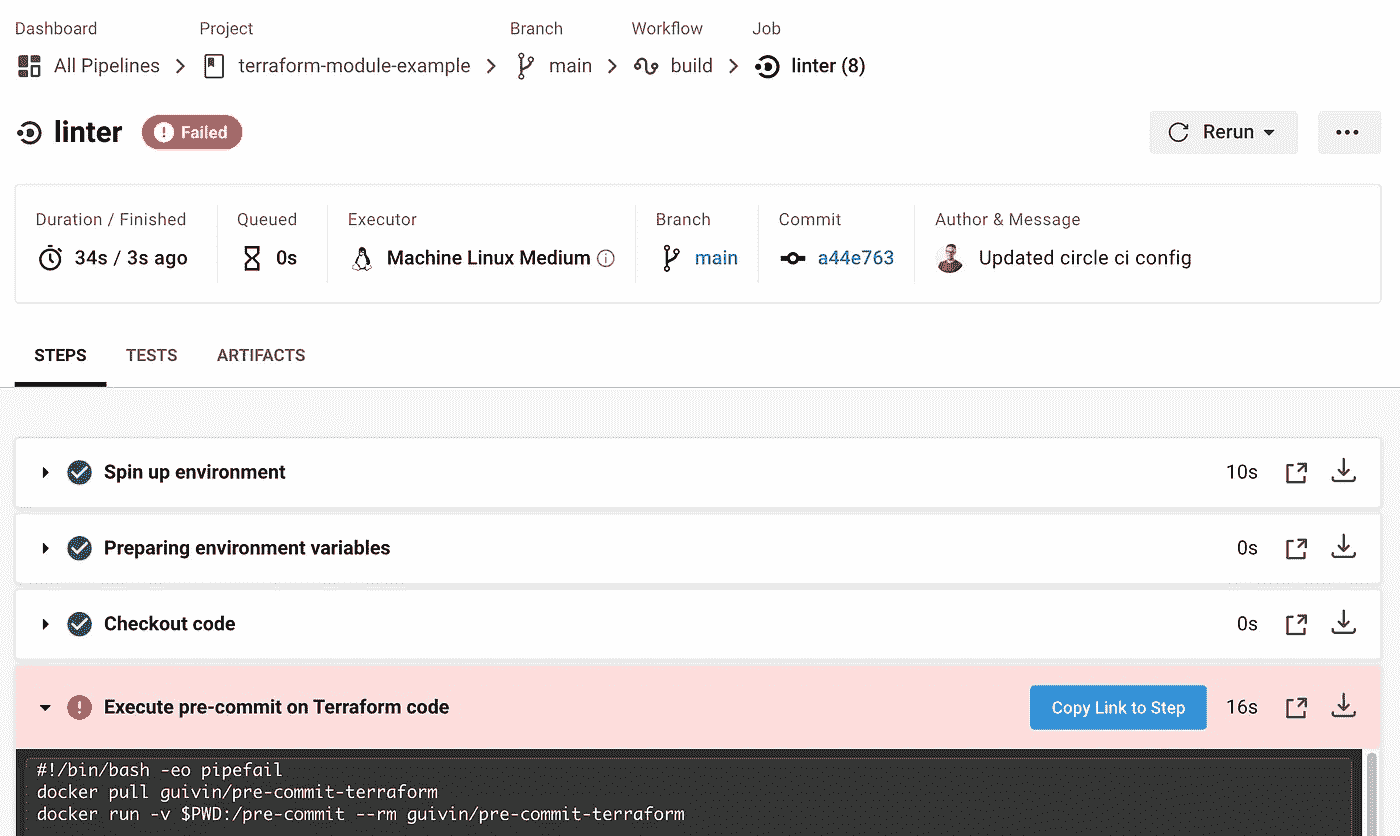 Dashboard Project Branch Workflow Job
All Pipelines terraform-module-example main build linter (8)
linter Failed Rerun
Duration / Finished Queued Executor Branch Commit Author & Message
34s / 3s ago 0s Machine Linux Medium main a44e763 Updated circle ci config
STEPS TESTS ARTIFACTS
Spin up environment 10s
Preparing environment variables 0s
Checkout code 0s
Execute pre-commit on Terraform code Copy Link to Step 16s
#!/bin/bash -eo pipefail
docker pull guivin/pre-commit-terraform
docker run -v $PWD:/pre-commit --rm guivin/pre-commit-terraform